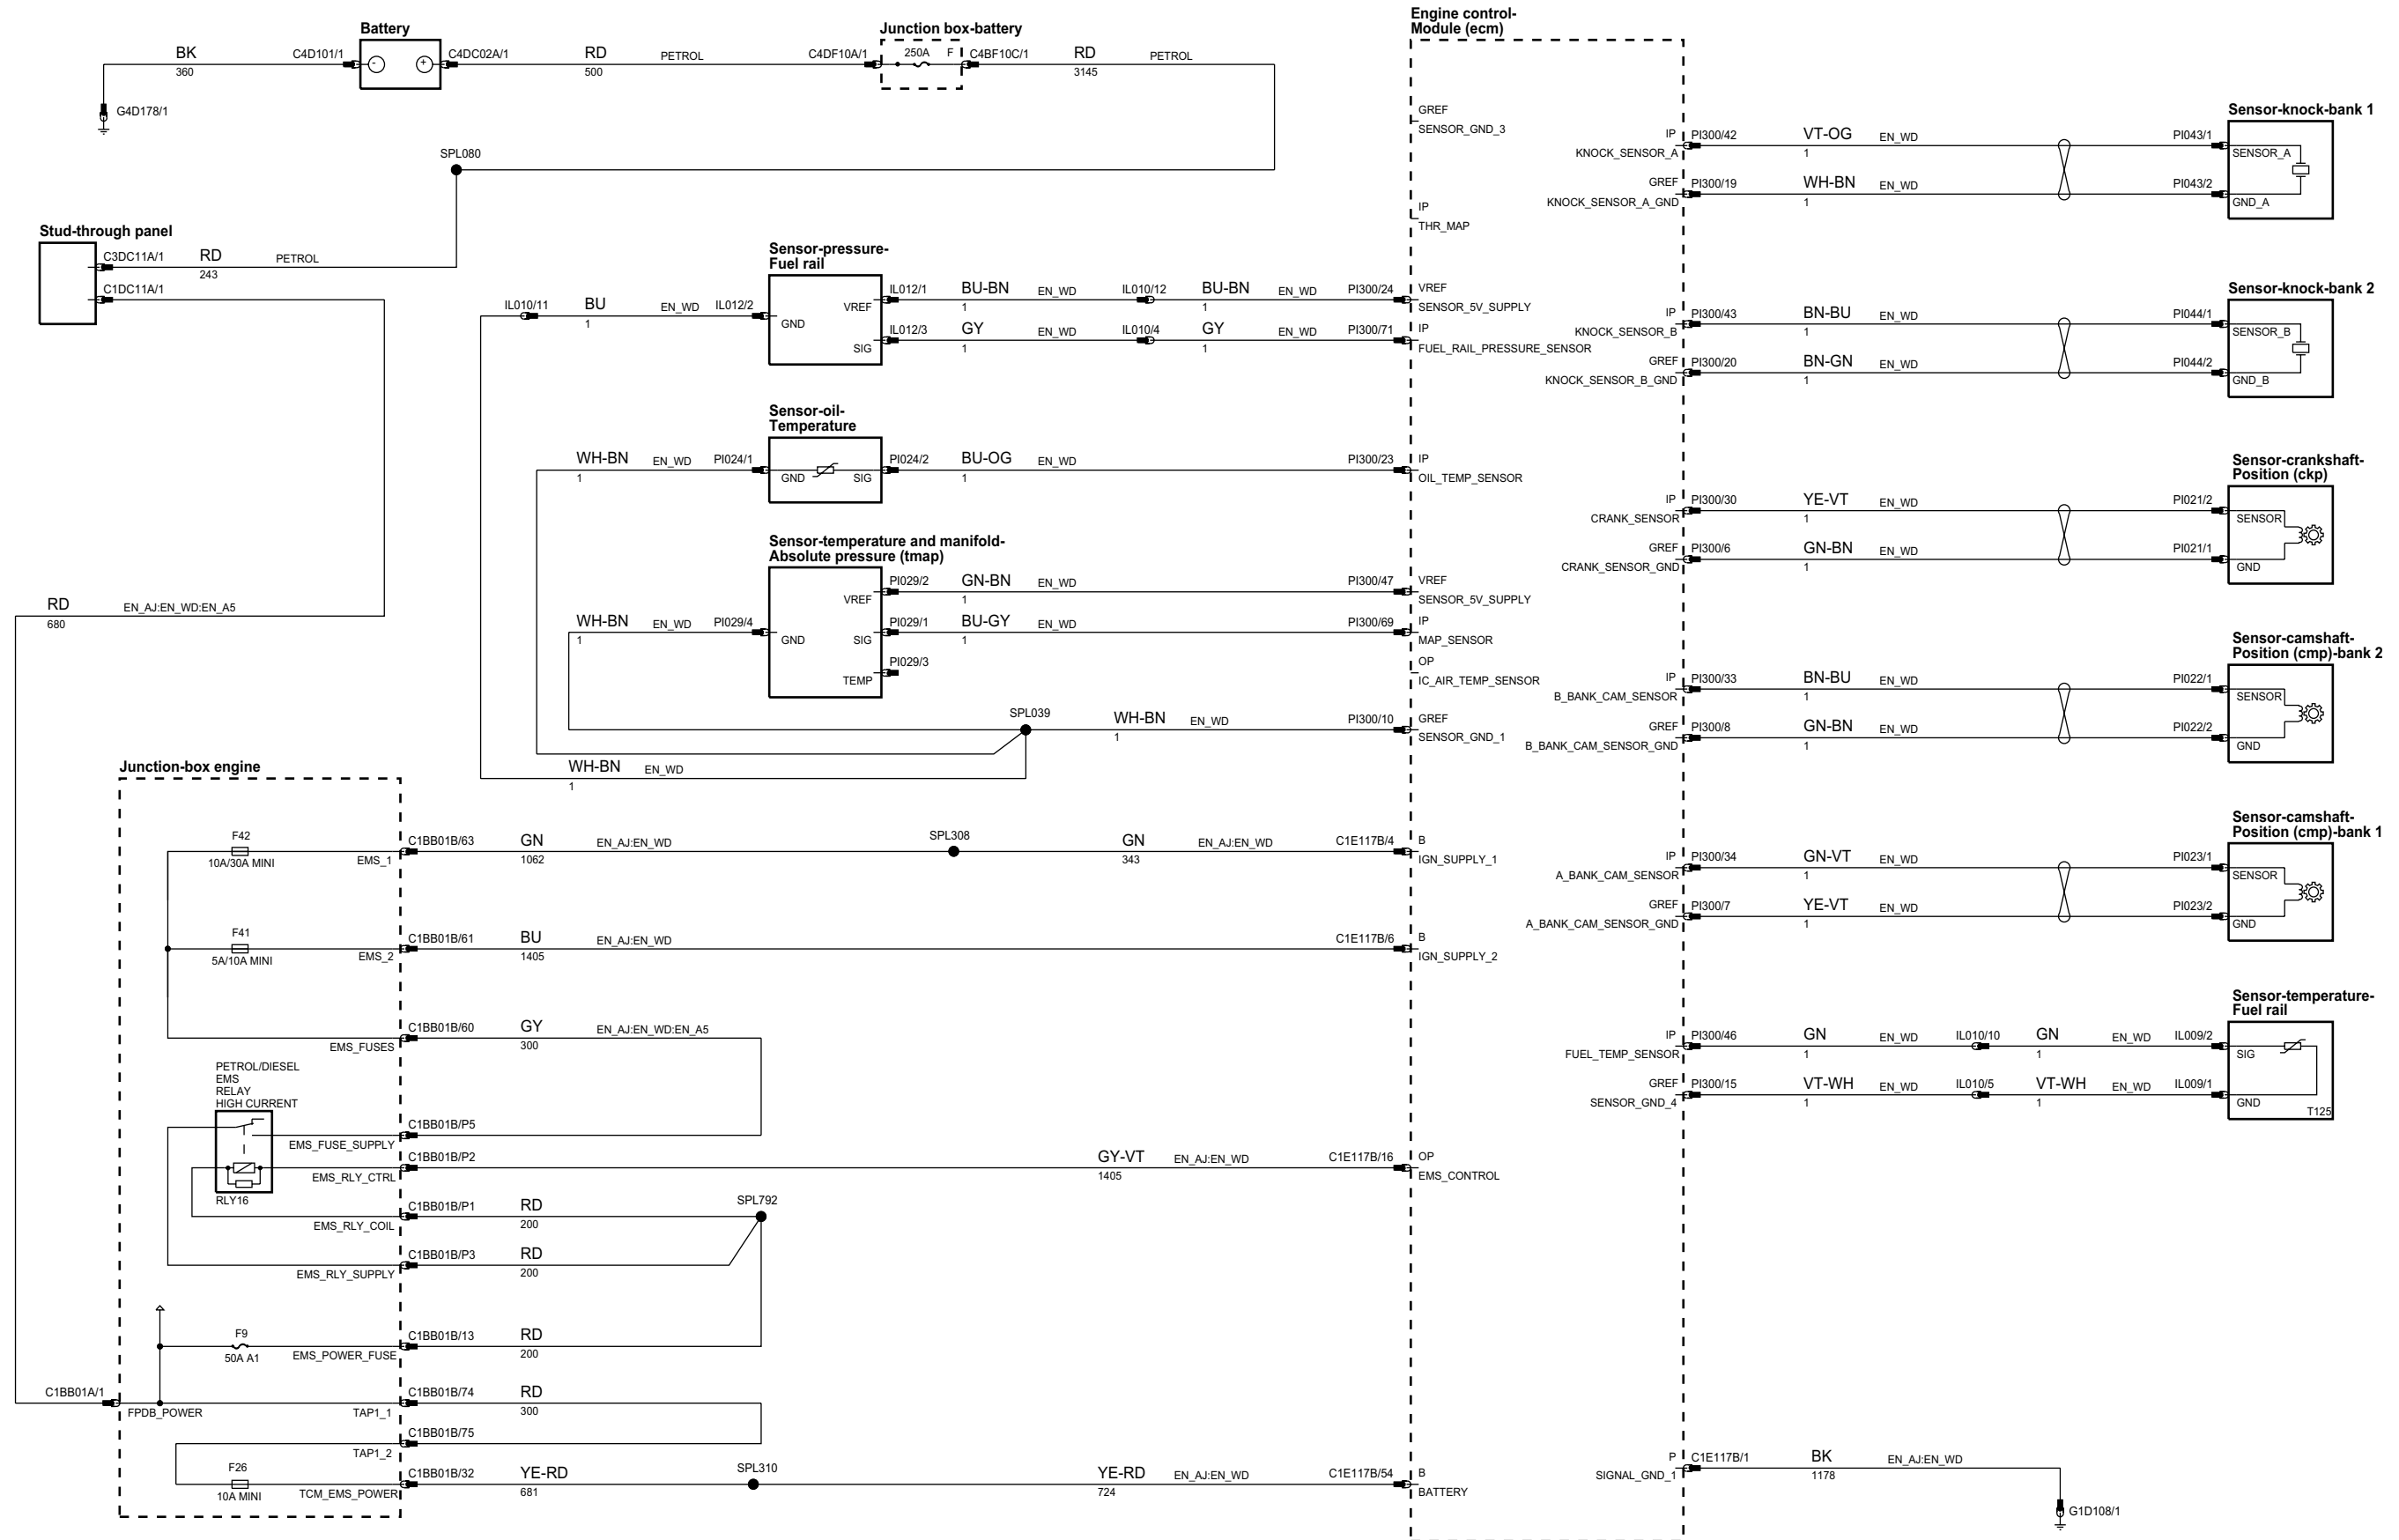 Battery
BK
360
C4D101/1
-
+
C4DC02A/1
RD
500
PETROL
C4DF10A/1
Junction box-battery
250A F
C4BF10C/1
RD
3145
PETROL
G4D178/1
SPL080
Stud-through panel
C3DC11A/1
RD
243
PETROL
C1DC11A/1
RD
680
EN_AJ:EN_WD:EN_A5
Sensor-pressure-
Fuel rail
IL010/11
BU
1
EN_WD
IL012/2
GND
VREF
SIG
IL012/1
BU-BN
1
EN_WD
IL010/12
BU-BN
1
EN_WD
PI300/24
IL012/3
GY
1
EN_WD
IL010/4
GY
1
EN_WD
PI300/71
Sensor-oil-
Temperature
WH-BN
1
EN_WD
PI024/1
GND
SIG
PI024/2
BU-OG
1
EN_WD
PI300/23
Sensor-temperature and manifold-
Absolute pressure (tmap)
WH-BN
1
EN_WD
PI029/4
GND
VREF
SIG
TEMP
PI029/2
GN-BN
1
EN_WD
PI300/47
PI029/1
BU-GY
1
EN_WD
PI300/69
PI029/3
SPL039
WH-BN
1
EN_WD
PI300/10
WH-BN
1
EN_WD
Junction-box engine
F42
10A/30A MINI
EMS_1
C1BB01B/63
GN
1062
EN_AJ:EN_WD
SPL308
GN
343
EN_AJ:EN_WD
C1E117B/4
F41
5A/10A MINI
EMS_2
C1BB01B/61
BU
1405
EN_AJ:EN_WD
C1E117B/6
EMS_FUSES
C1BB01B/60
GY
300
EN_AJ:EN_WD:EN_A5
PETROL/DIESEL
EMS
RELAY
HIGH CURRENT
RLY16
EMS_FUSE_SUPPLY
C1BB01B/P5
EMS_RLY_CTRL
C1BB01B/P2
GY-VT
1405
EN_AJ:EN_WD
C1E117B/16
EMS_RLY_COIL
C1BB01B/P1
RD
200
SPL792
EMS_RLY_SUPPLY
C1BB01B/P3
RD
200
F9
50A A1
EMS_POWER_FUSE
C1BB01B/13
RD
200
C1BB01A/1
FPDB_POWER
TAP1_1
C1BB01B/74
RD
300
TAP1_2
C1BB01B/75
F26
10A MINI
TCM_EMS_POWER
C1BB01B/32
YE-RD
681
SPL310
YE-RD
724
EN_AJ:EN_WD
C1E117B/54
Engine control-
Module (ecm)
GREF
SENSOR_GND_3
IP
THR_MAP
VREF
SENSOR_5V_SUPPLY
IP
FUEL_RAIL_PRESSURE_SENSOR
IP
OIL_TEMP_SENSOR
VREF
SENSOR_5V_SUPPLY
IP
MAP_SENSOR
OP
IC_AIR_TEMP_SENSOR
GREF
SENSOR_GND_1
B
IGN_SUPPLY_1
B
IGN_SUPPLY_2
OP
EMS_CONTROL
B
BATTERY
IP
KNOCK_SENSOR_A
PI300/42
VT-OG
1
EN_WD
PI043/1
GREF
KNOCK_SENSOR_A_GND
PI300/19
WH-BN
1
EN_WD
PI043/2
Sensor-knock-bank 1
SENSOR_A
GND_A
IP
KNOCK_SENSOR_B
PI300/43
BN-BU
1
EN_WD
PI044/1
GREF
KNOCK_SENSOR_B_GND
PI300/20
BN-GN
1
EN_WD
PI044/2
Sensor-knock-bank 2
SENSOR_B
GND_B
IP
CRANK_SENSOR
PI300/30
YE-VT
1
EN_WD
PI021/2
GREF
CRANK_SENSOR_GND
PI300/6
GN-BN
1
EN_WD
PI021/1
Sensor-crankshaft-
Position (ckp)
SENSOR
GND
IP
B_BANK_CAM_SENSOR
PI300/33
BN-BU
1
EN_WD
PI022/1
GREF
B_BANK_CAM_SENSOR_GND
PI300/8
GN-BN
1
EN_WD
PI022/2
Sensor-camshaft-
Position (cmp)-bank 2
SENSOR
GND
IP
A_BANK_CAM_SENSOR
PI300/34
GN-VT
1
EN_WD
PI023/1
GREF
A_BANK_CAM_SENSOR_GND
PI300/7
YE-VT
1
EN_WD
PI023/2
Sensor-camshaft-
Position (cmp)-bank 1
SENSOR
GND
IP
FUEL_TEMP_SENSOR
PI300/46
GN
1
EN_WD
IL010/10
GN
1
EN_WD
IL009/2
GREF
SENSOR_GND_4
PI300/15
VT-WH
1
EN_WD
IL010/5
VT-WH
1
EN_WD
IL009/1
Sensor-temperature-
Fuel rail
SIG
GND
T125
P
SIGNAL_GND_1
C1E117B/1
BK
1178
EN_AJ:EN_WD
G1D108/1